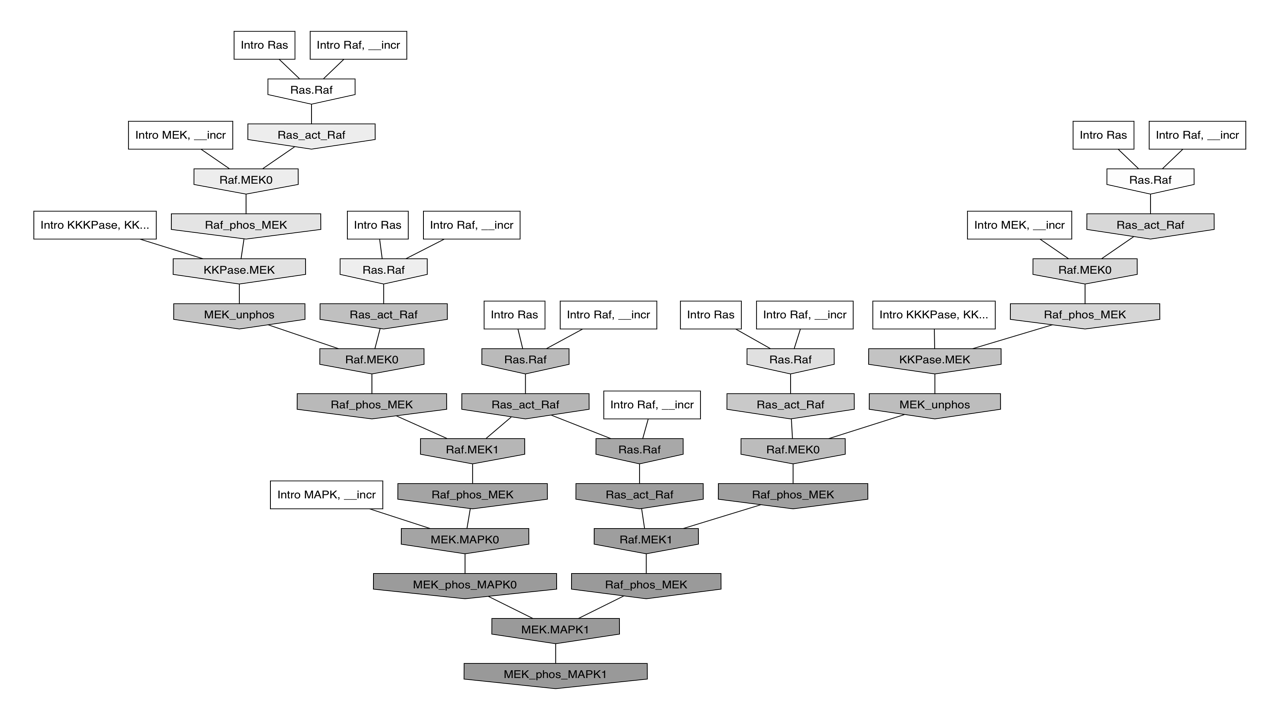 Intro Ras
Intro Raf, __incr
Ras.Raf
Intro MEK, __incr
Ras_act_Raf
Intro Ras
Intro Raf, __incr
Raf.MEK0
Ras.Raf
Intro KKKPase, KK...
Raf_phos_MEK
Intro Ras
Intro Raf, __incr
Intro MEK, __incr
Ras_act_Raf
KKPase.MEK
Ras.Raf
Raf.MEK0
MEK_unphos
Ras_act_Raf
Intro Ras
Intro Raf, __incr
Intro Ras
Intro Raf, __incr
Intro KKKPase, KK...
Raf_phos_MEK
Raf.MEK0
Ras.Raf
Ras.Raf
KKPase.MEK
Raf_phos_MEK
Ras_act_Raf
Intro Raf, __incr
Ras_act_Raf
MEK_unphos
Raf.MEK1
Ras.Raf
Raf.MEK0
Intro MAPK, __incr
Raf_phos_MEK
Ras_act_Raf
Raf_phos_MEK
MEK.MAPK0
Raf.MEK1
MEK_phos_MAPK0
Raf_phos_MEK
MEK.MAPK1
MEK_phos_MAPK1